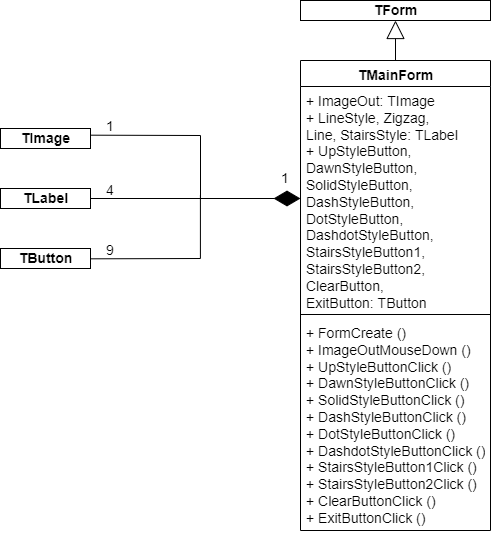 TForm
TMainForm
+ ImageOut: TImage
+ LineStyle, Zigzag,
Line, StairsStyle: TLabel
+ UpStyleButton,
DawnStyleButton,
SolidStyleButton,
DashStyleButton,
DotStyleButton,
DashdotStyleButton,
StairsStyleButton1,
StairsStyleButton2,
ClearButton,
ExitButton: TButton
+ FormCreate ()
+ ImageOutMouseDown ()
+ UpStyleButtonClick ()
+ DawnStyleButtonClick ()
+ SolidStyleButtonClick ()
+ DashStyleButtonClick ()
+ DotStyleButtonClick ()
+ DashdotStyleButtonClick ()
+ StairsStyleButton1Click ()
+ StairsStyleButton2Click ()
+ ClearButtonClick ()
+ ExitButtonClick ()
TImage
1
TLabel
4
1
TButton
9